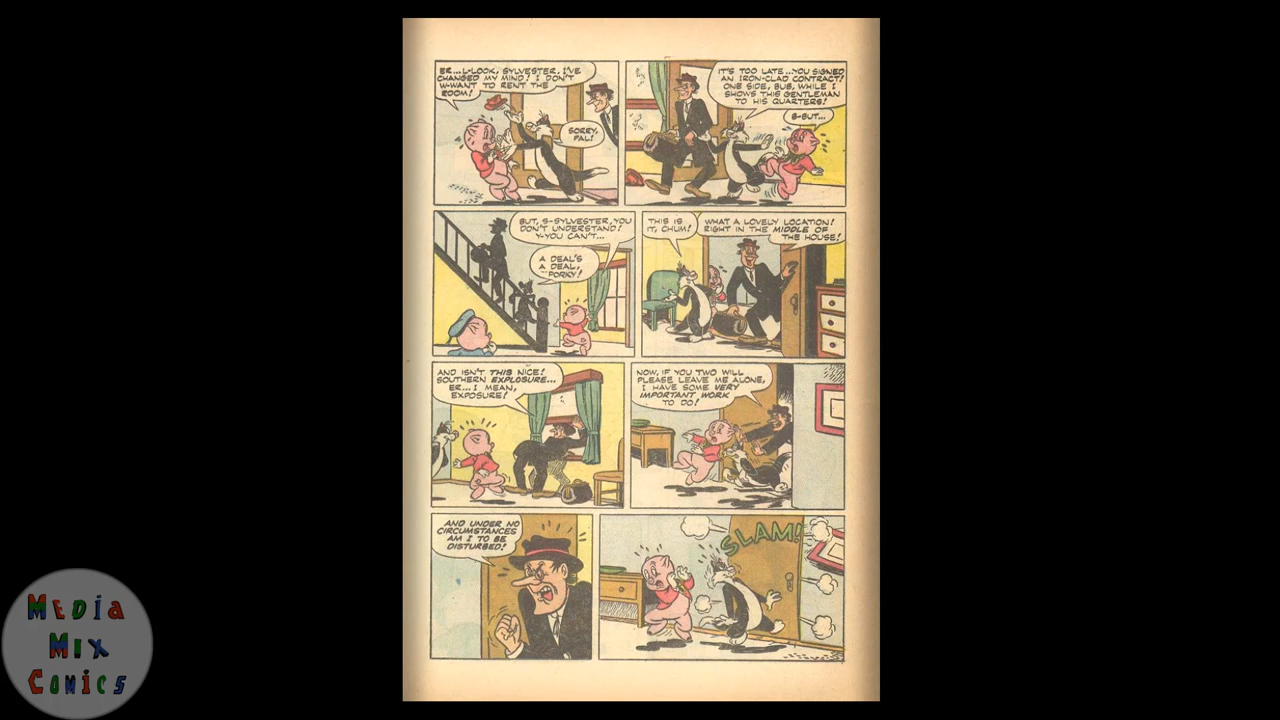 ER...L-LOOK, SYLVESTER, I'VE
CHANGED MY MIND! I DON'T
W-WANT TO RENT THE
ROOM!
SORRY,
PAL!
IT'S TOO LATE...YOU SIGNED
AN IRON-CLAD CONTRACT!
ONE SIDE, BUB, WHILE I
SHOWS THIS GENTLEMAN
TO HIS QUARTERS!
B-BUT...
BUT, S-SYLVESTER, YOU
DON'T UNDERSTAND!
Y-YOU CAN'T...
A DEAL'S
A DEAL,
PORKY!
THIS IS
IT, CHUM!
WHAT A LOVELY LOCATION!
RIGHT IN THE MIDDLE OF
THE HOUSE!
AND ISN'T THIS NICE!
SOUTHERN EXPLOSURE...
ER...I MEAN,
EXPOSURE!
NOW, IF YOU TWO WILL
PLEASE LEAVE ME ALONE,
I HAVE SOME VERY
IMPORTANT WORK
TO DO!
AND UNDER NO
CIRCUMSTANCES
AM I TO BE
DISTURBED!
SLAM!
MEDIA
MIX
COMICS